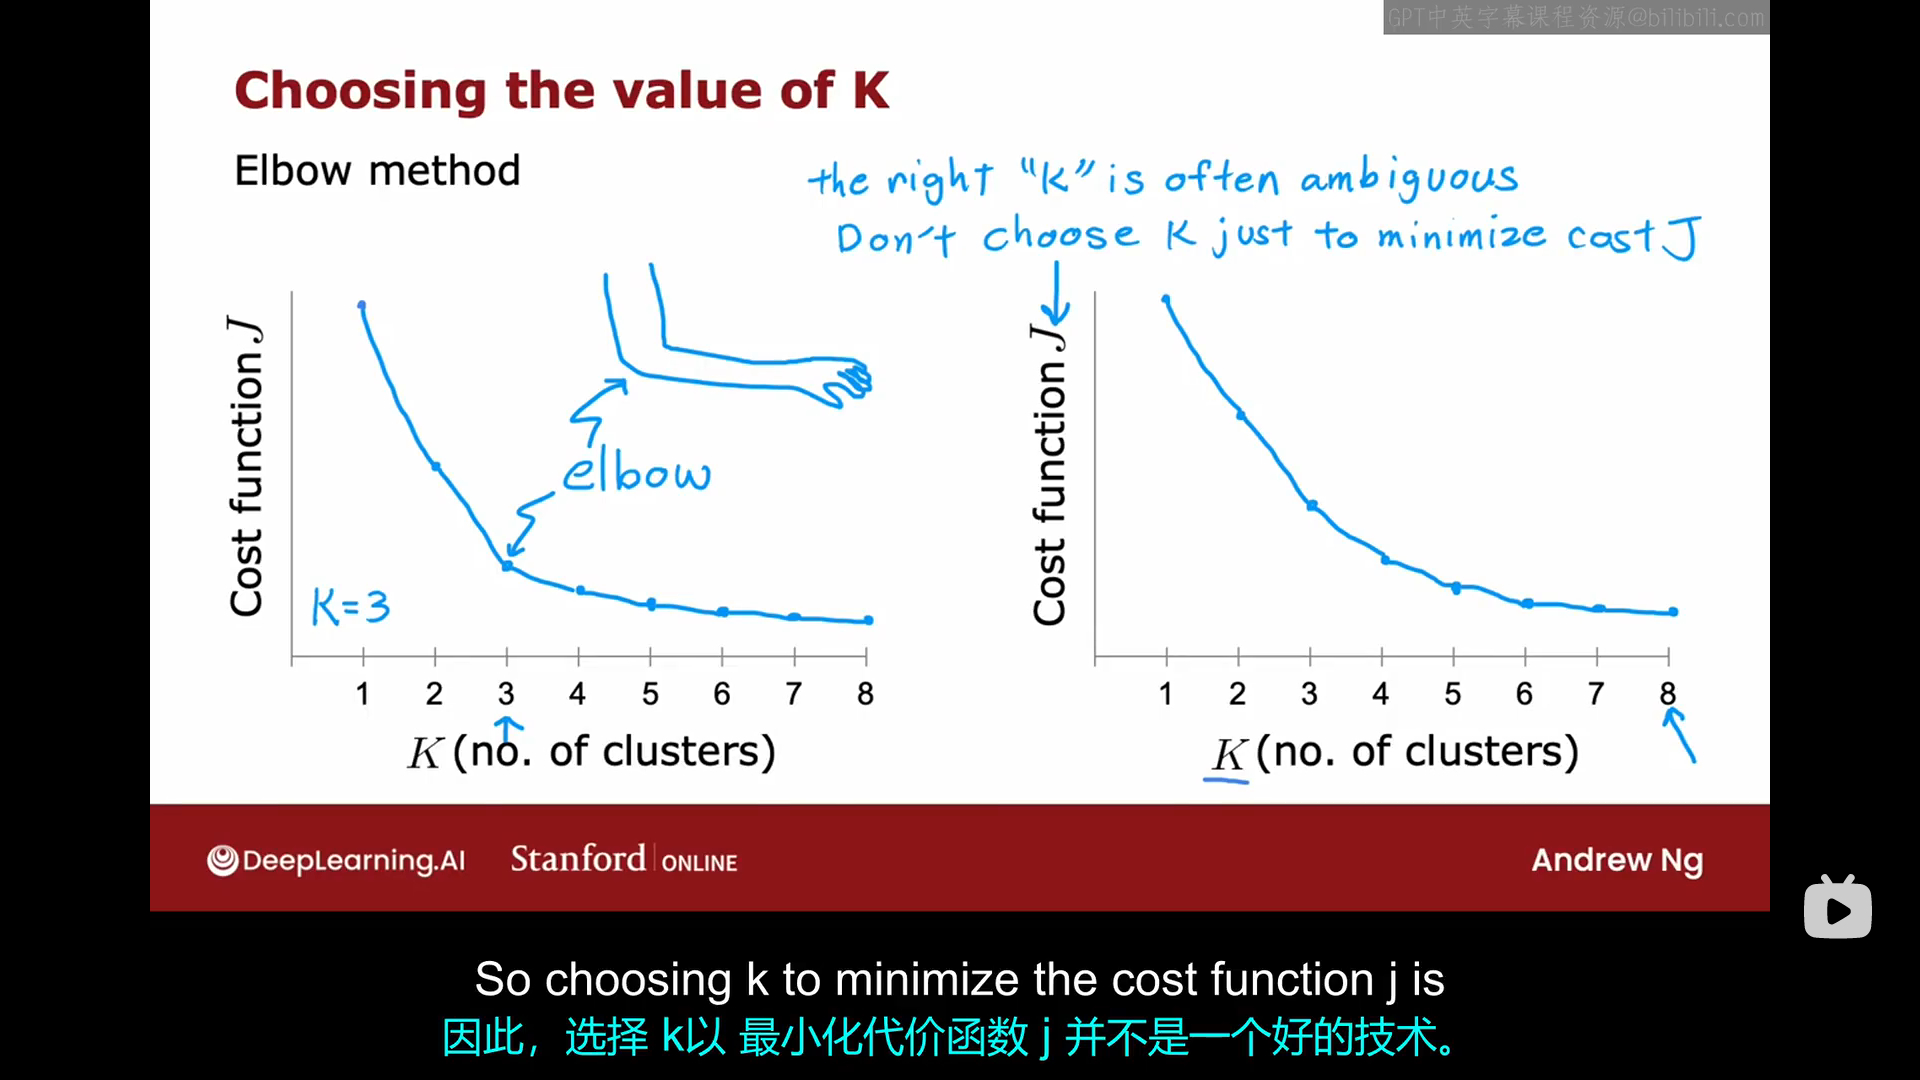 GPT中英字幕课程资源@bilibili.com
Choosing the value of K
Elbow method
the right “K” is often ambiguous
Don't choose K just to minimize cost J
Cost function J
elbow
K=3
1 2 3 4 5 6 7 8
K (no. of clusters)
Cost function J
1 2 3 4 5 6 7 8
K (no. of clusters)
DeepLearning.AI Stanford ONLINE Andrew Ng
So choosing k to minimize the cost function j is
因此，选择 k以 最小化代价函数 j 并不是一个好的技术。